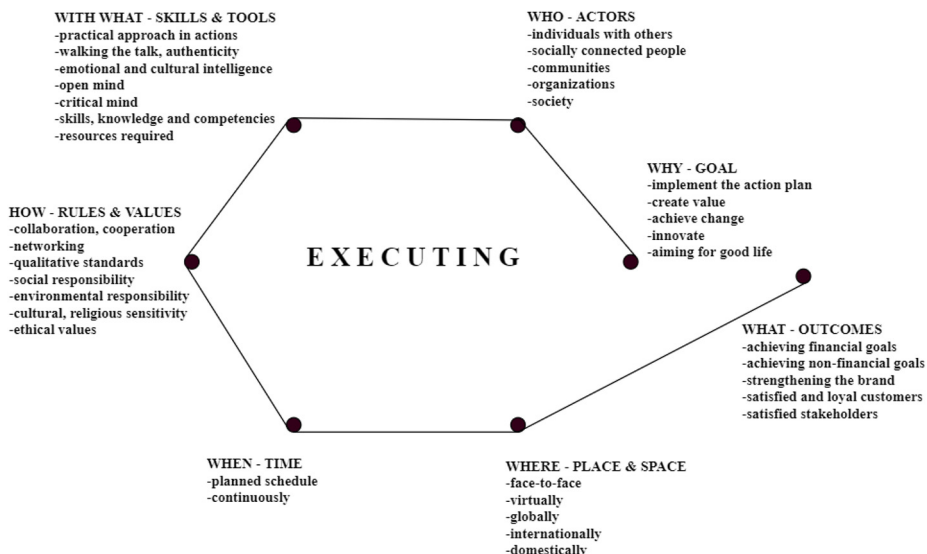 WITH WHAT - SKILLS & TOOLS
-practical approach in actions
-walking the talk, authenticity
-emotional and cultural intelligence
-open mind
-critical mind
-skills, knowledge and competencies
-resources required
WHO - ACTORS
-individuals with others
-socially connected people
-communities
-organizations
-society
WHY - GOAL
-implement the action plan
-create value
-achieve change
-innovate
-aiming for good life
HOW - RULES & VALUES
-collaboration, cooperation
-networking
-qualitative standards
-social responsibility
-environmental responsibility
-cultural, religious sensitivity
-ethical values
EXECUTING
WHAT - OUTCOMES
-achieving financial goals
-achieving non-financial goals
-strengthening the brand
-satisfied and loyal customers
-satisfied stakeholders
WHEN - TIME
-planned schedule
-continuously
WHERE - PLACE & SPACE
-face-to-face
-virtually
-globally
-internationally
-domestically